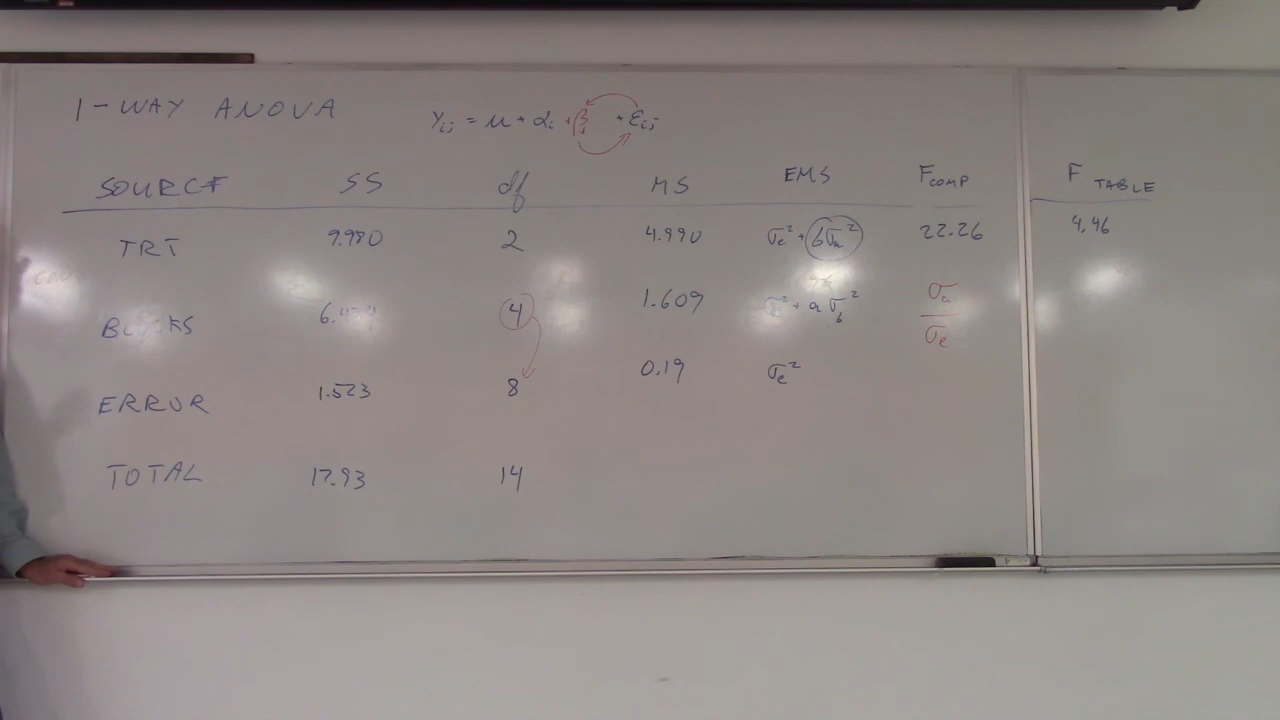 1-WAY ANOVA
Yij = μ + αi + βj + εij
SOURCE SS df MS EMS FCOMP F TABLE
TRT 9.980 2 4.990 σe² + bσa² 22.26 4.46
BLOCKS 4 1.609 σe² + aσb² σa / σe
ERROR 1.523 8 0.19 σe²
TOTAL 17.93 14